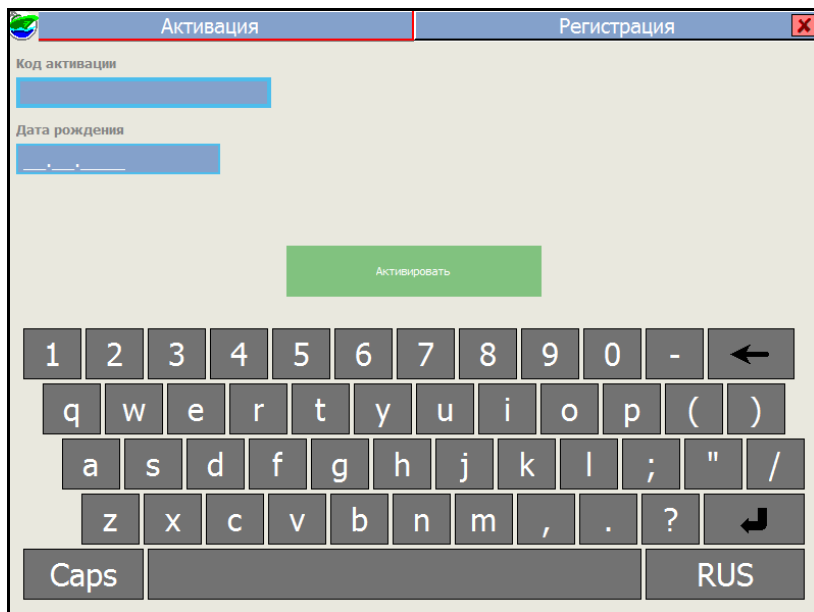 Активация Регистрация X
Код активации
Дата рождения
__.__.____
Активировать
1 2 3 4 5 6 7 8 9 0 -
q w e r t y u i o p ( )
a s d f g h j k l ; " /
z x c v b n m , . ?
Caps RUS